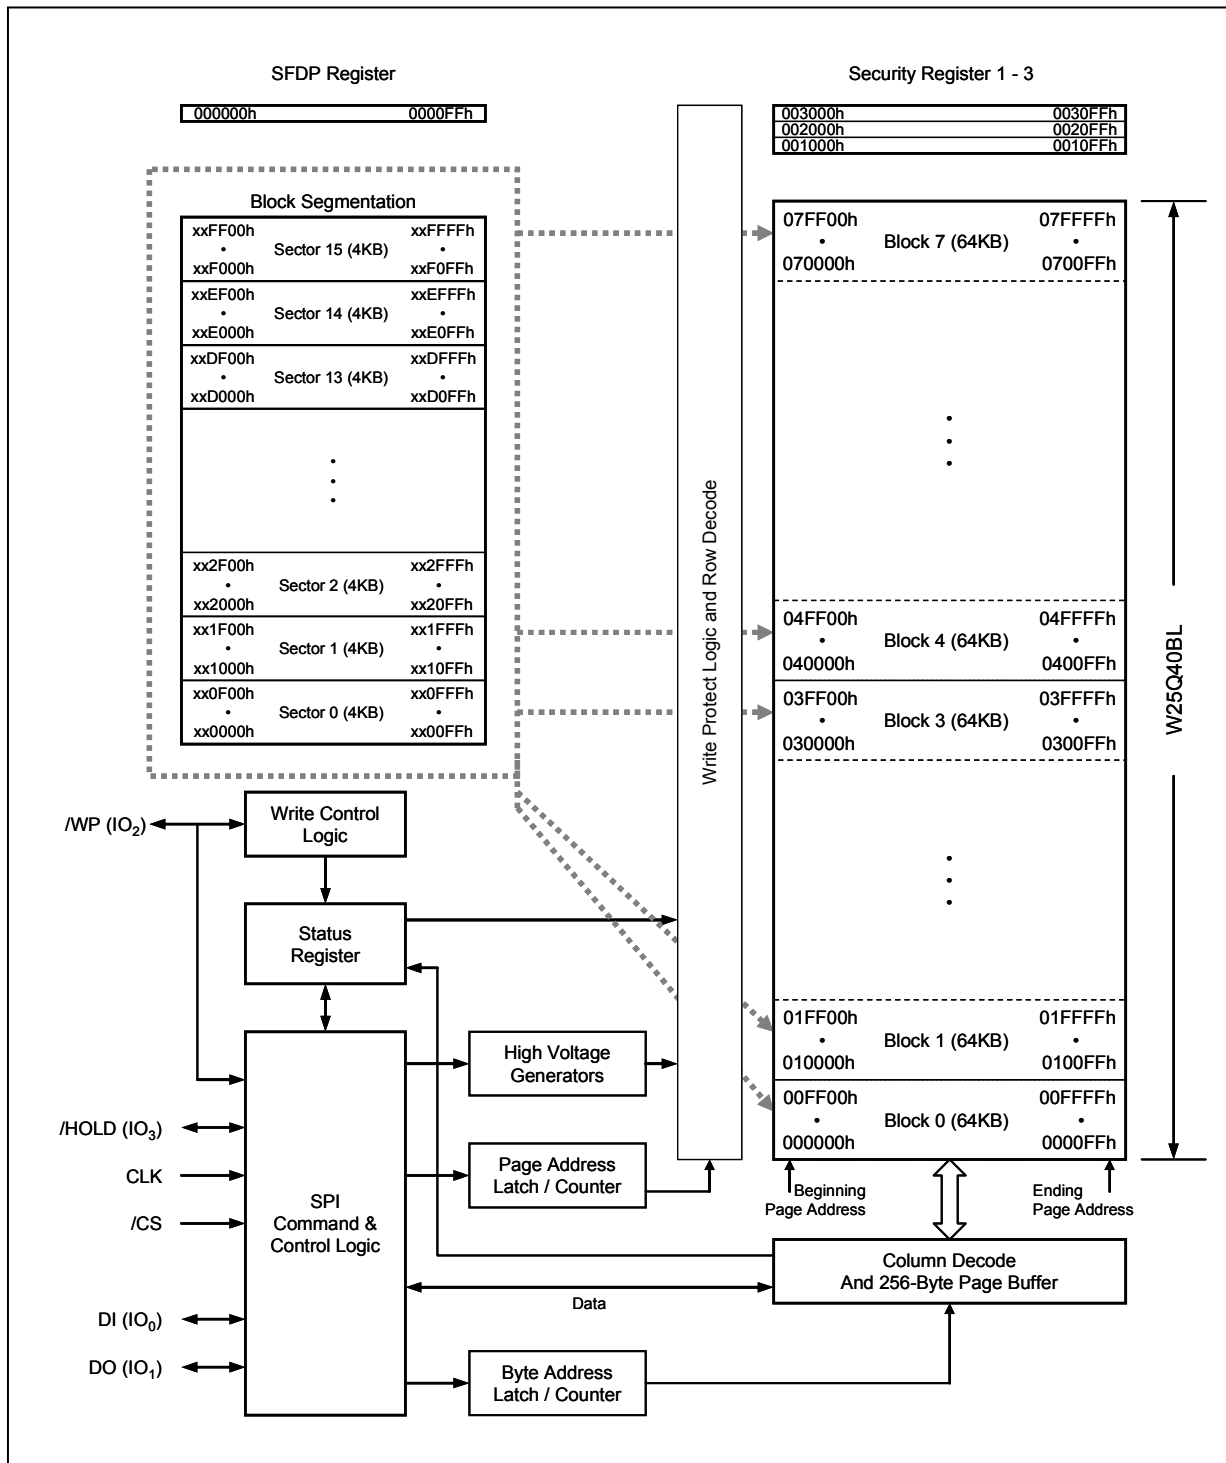 SFDP Register
000000h 0000FFh
Security Register 1 - 3
003000h 0030FFh
002000h 0020FFh
001000h 0010FFh
Block Segmentation
xxFF00h xxFFFFh
• Sector 15 (4KB) •
xxF000h xxF0FFh
xxEF00h xxEFFFh
• Sector 14 (4KB) •
xxE000h xxE0FFh
xxDF00h xxDFFFh
• Sector 13 (4KB) •
xxD000h xxD0FFh
xx2F00h xx2FFFh
• Sector 2 (4KB) •
xx2000h xx20FFh
xx1F00h xx1FFFh
• Sector 1 (4KB) •
xx1000h xx10FFh
xx0F00h xx0FFFh
• Sector 0 (4KB) •
xx0000h xx00FFh
Write Protect Logic and Row Decode
07FF00h 07FFFFh
• Block 7 (64KB) •
070000h 0700FFh
04FF00h 04FFFFh
• Block 4 (64KB) •
040000h 0400FFh
03FF00h 03FFFFh
• Block 3 (64KB) •
030000h 0300FFh
01FF00h 01FFFFh
• Block 1 (64KB) •
010000h 0100FFh
00FF00h 00FFFFh
• Block 0 (64KB) •
000000h 0000FFh
W25Q40BL
Beginning
Page Address
Ending
Page Address
/WP (IO2)
Write Control
Logic
Status
Register
High Voltage
Generators
/HOLD (IO3)
CLK
/CS
DI (IO0)
DO (IO1)
SPI
Command &
Control Logic
Page Address
Latch / Counter
Column Decode
And 256-Byte Page Buffer
Data
Byte Address
Latch / Counter